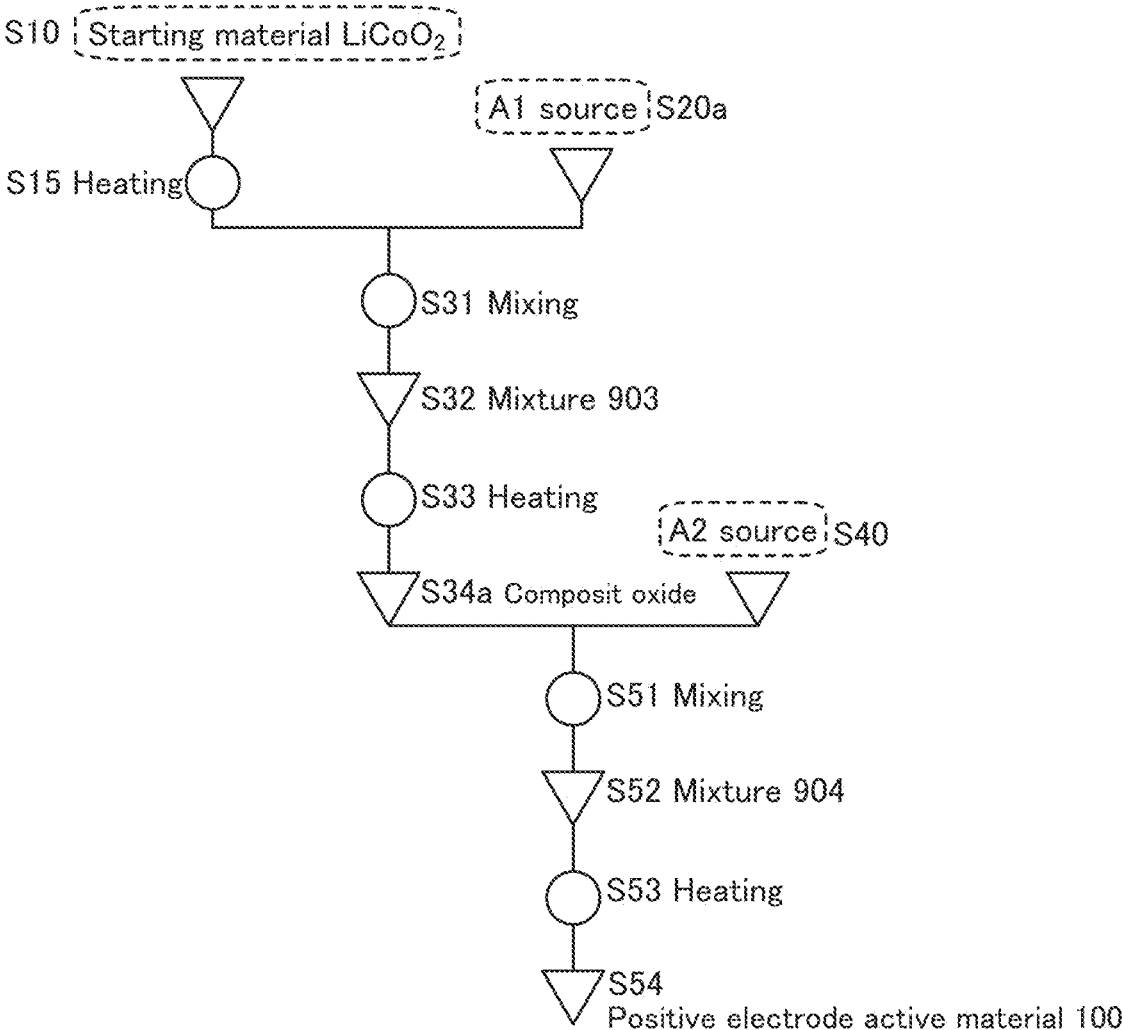 S10 Starting material LiCoO₂
A1 source S20a
S15 Heating
S31 Mixing
S32 Mixture 903
S33 Heating
A2 source S40
S34a Composit oxide
S51 Mixing
S52 Mixture 904
S53 Heating
S54
Positive electrode active material 100